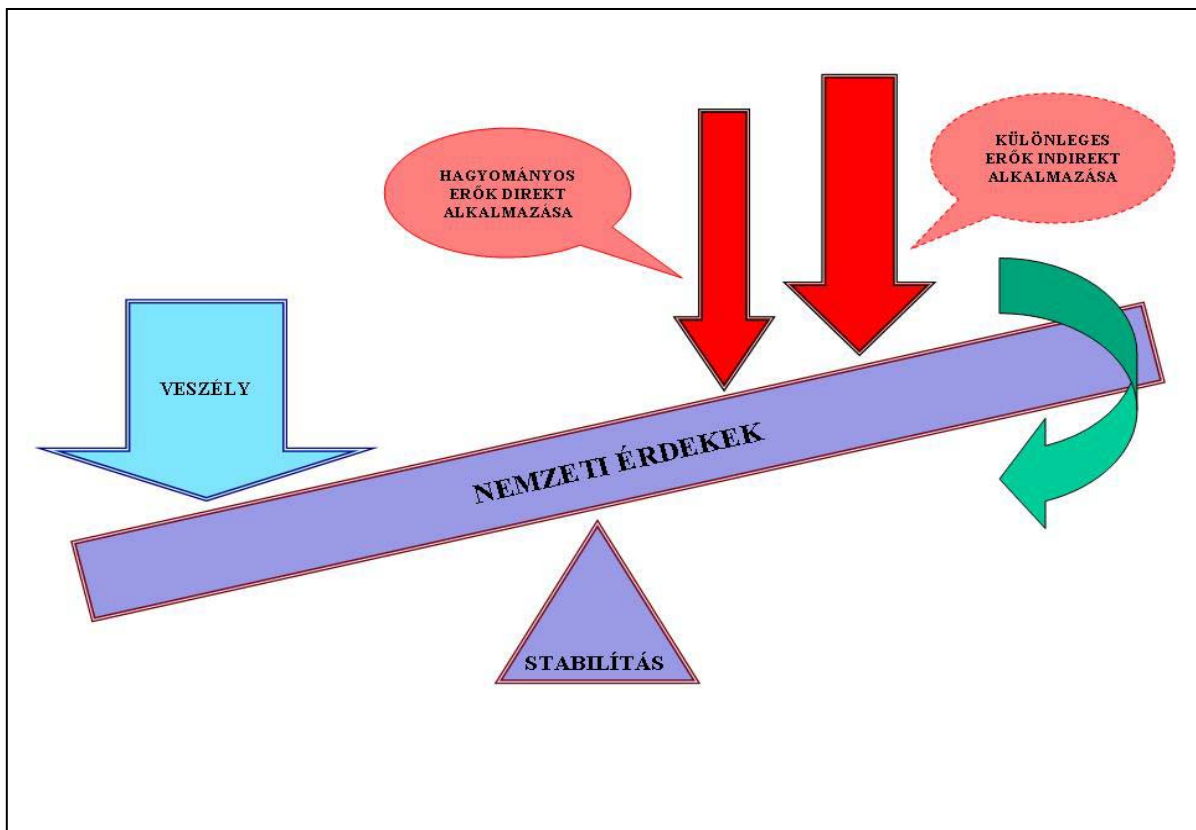 HAGYOMÁNYOS
ERŐK DIREKT
ALKALMAZÁSA
KÜLÖNLEGES
ERŐK INDIREKT
ALKALMAZÁSA
VESZÉLY
NEMZETI ÉRDEKEK
STABILÍTÁS